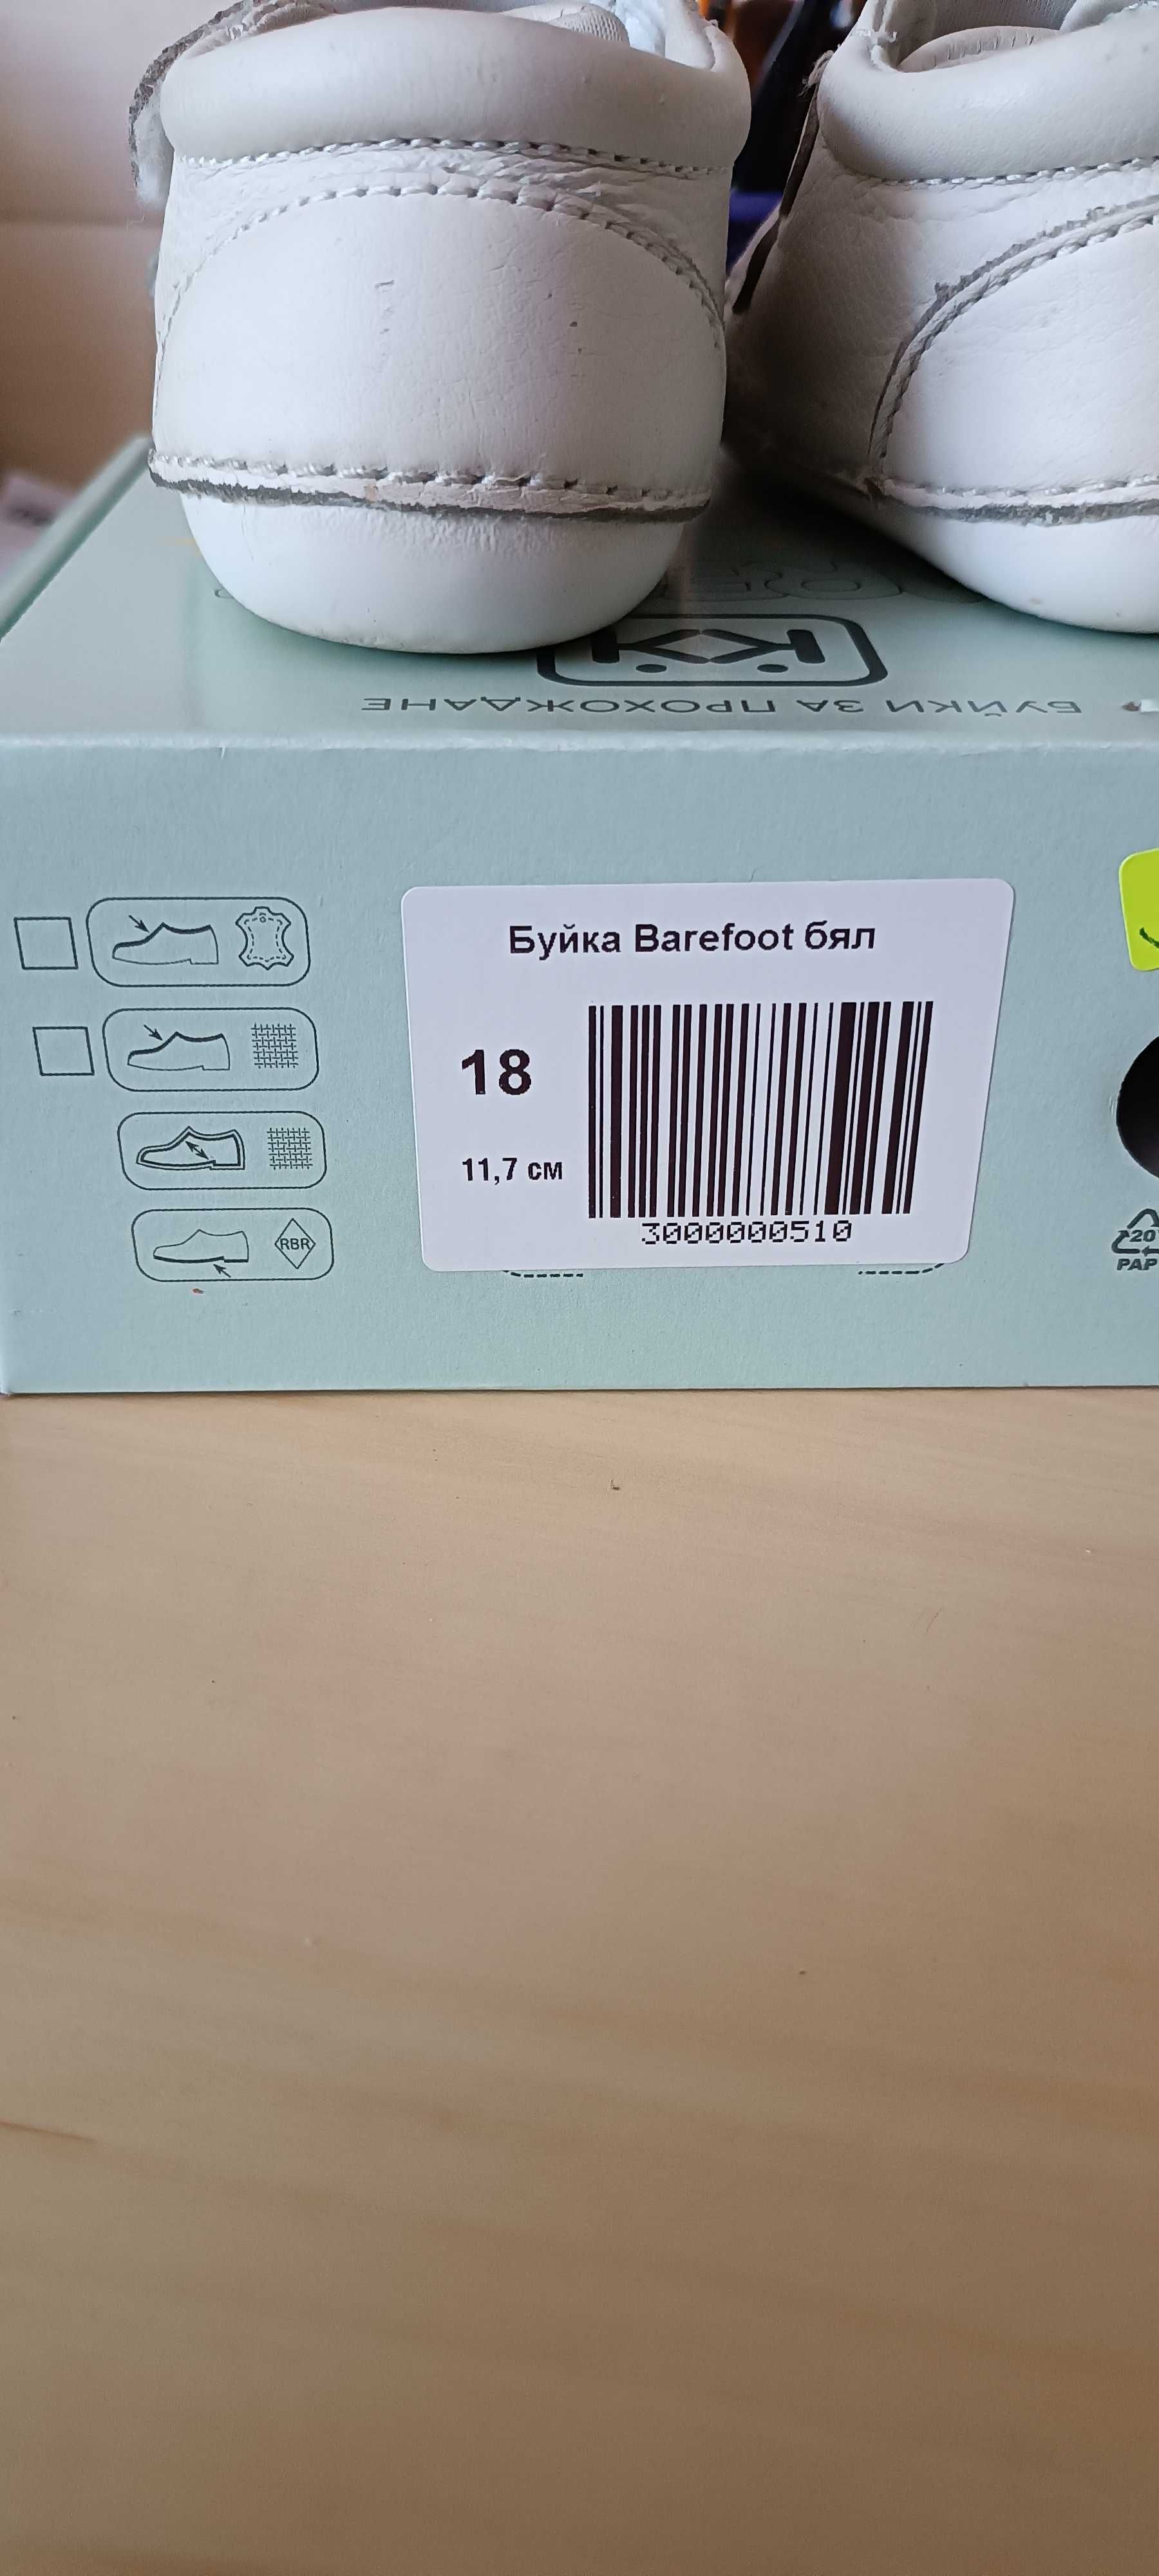 БУЙКИ ЗА ПРОХОЖДАНЕ
Буйка Barefoot бял
18
11,7 см
3000000510
RBR
20
PAP